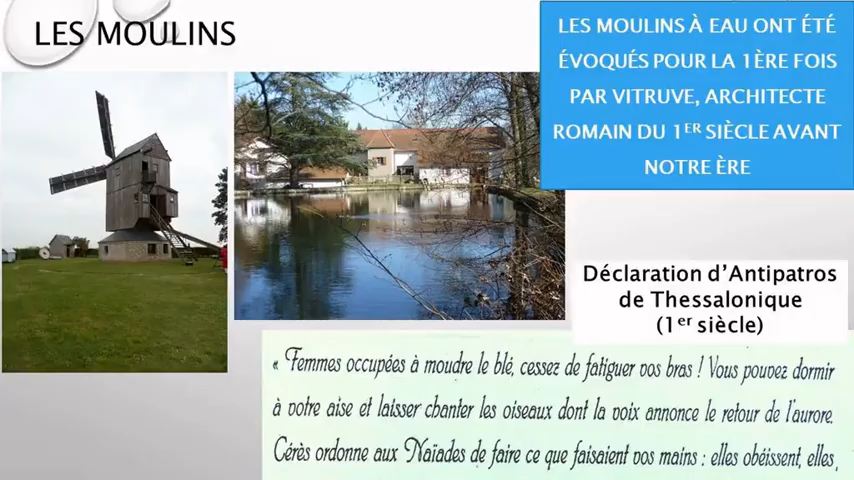 LES MOULINS
LES MOULINS À EAU ONT ÉTÉ
ÉVOQUÉS POUR LA 1ÈRE FOIS
PAR VITRUVE, ARCHITECTE
ROMAIN DU 1ER SIÈCLE AVANT
NOTRE ÈRE
Déclaration d’Antipatros
de Thessalonique
(1er siècle)
« Femmes occupées à moudre le blé, cessez de fatiguer vos bras ! Vous pouvez dormir
à votre aise et laisser chanter les oiseaux dont la voix annonce le retour de l'aurore.
Cérès ordonne aux Naïades de faire ce que faisaient vos mains : elles obéissent, elles